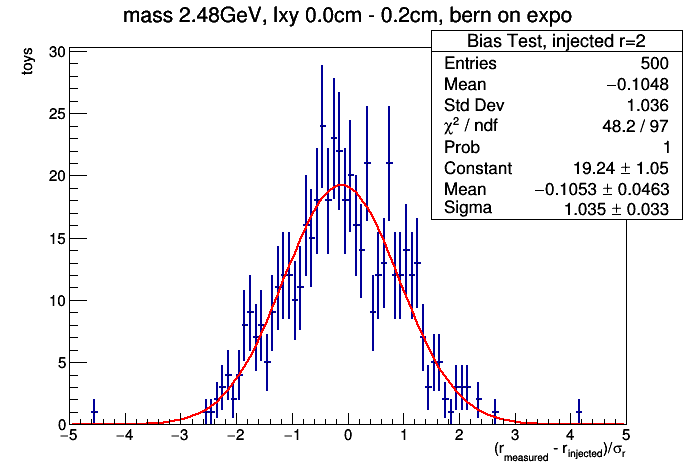 mass 2.48GeV, lxy 0.0cm - 0.2cm, bern on expo
Bias Test, injected r=2
Entries 500
Mean −0.1048
Std Dev 1.036
χ² / ndf 48.2 / 97
Prob 1
Constant 19.24 ± 1.05
Mean −0.1053 ± 0.0463
Sigma 1.035 ± 0.033
toys
30
25
20
15
10
5
0
−5 −4 −3 −2 −1 0 1 2 3 4 5
(r_measured - r_injected)/σ_r